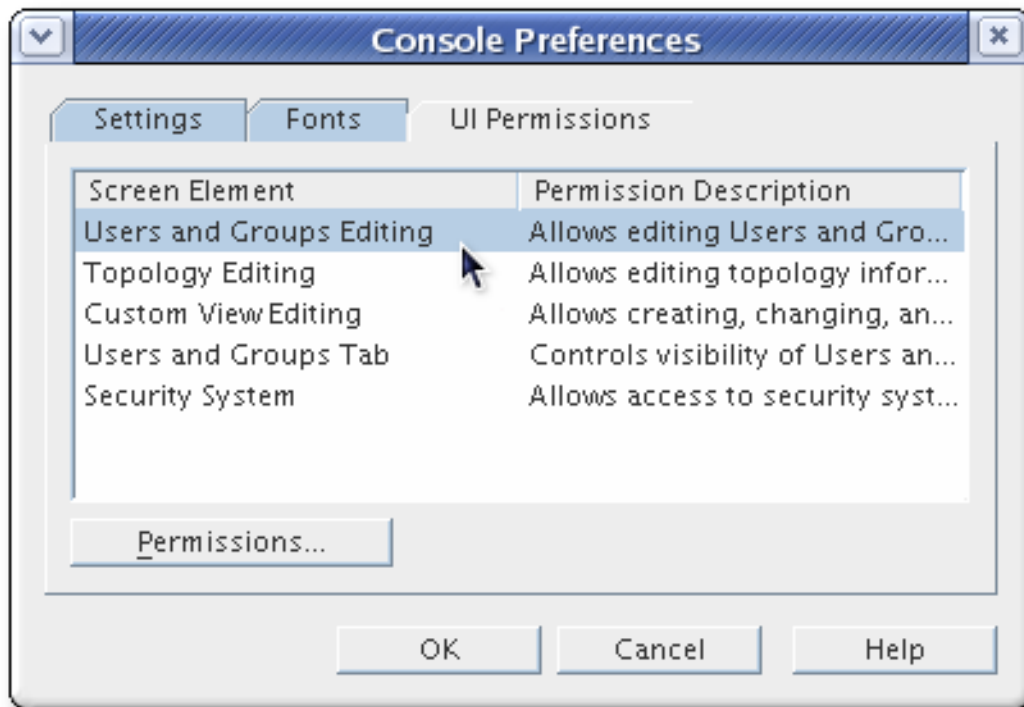 Console Preferences
Settings Fonts UI Permissions
Screen Element Permission Description
Users and Groups Editing Allows editing Users and Gro...
Topology Editing Allows editing topology infor...
Custom View Editing Allows creating, changing, an...
Users and Groups Tab Controls visibility of Users an...
Security System Allows access to security syst...
Permissions...
OK Cancel Help